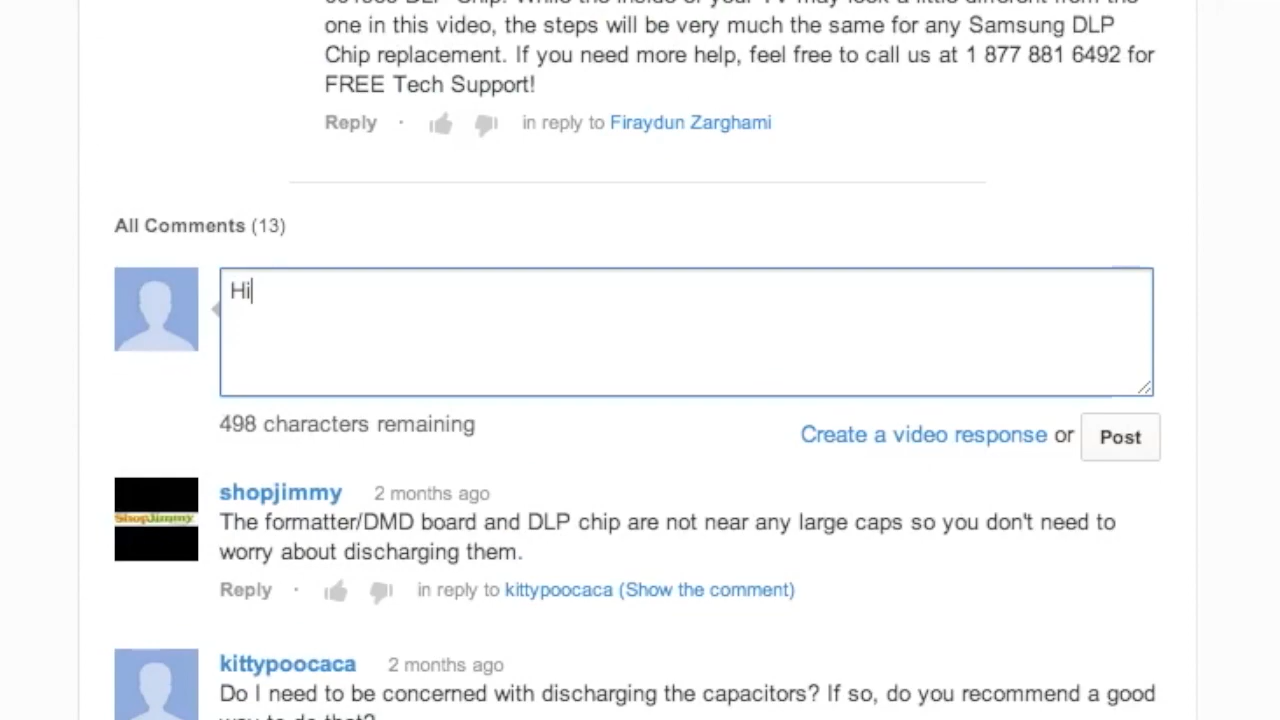 one in this video, the steps will be very much the same for any Samsung DLP
Chip replacement. If you need more help, feel free to call us at 1 877 881 6492 for
FREE Tech Support!
Reply · in reply to Firaydun Zarghami
All Comments (13)
Hi
498 characters remaining
Create a video response or Post
shopjimmy 2 months ago
ShopJimmy
The formatter/DMD board and DLP chip are not near any large caps so you don't need to
worry about discharging them.
Reply · in reply to kittypoocaca (Show the comment)
kittypoocaca 2 months ago
Do I need to be concerned with discharging the capacitors? If so, do you recommend a good
way to do that?